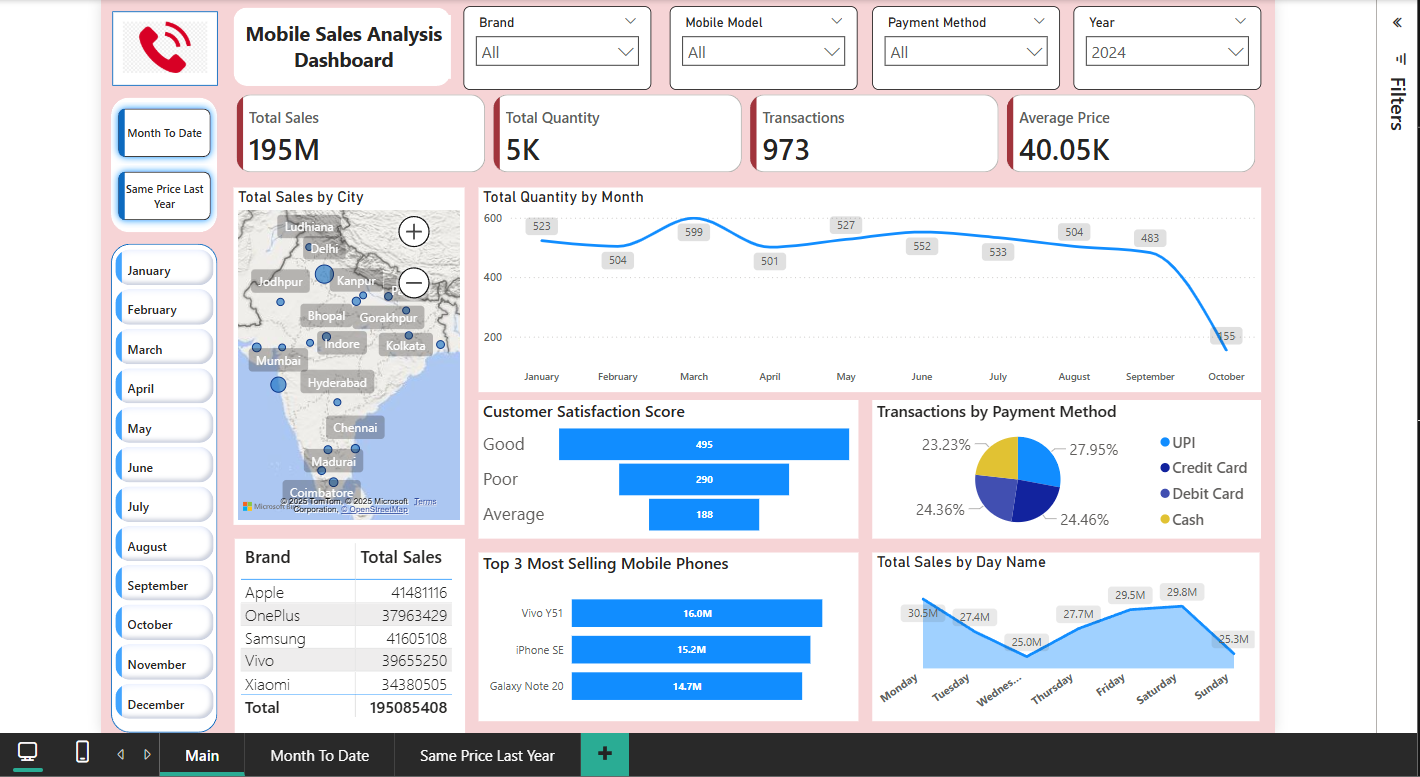 Mobile Sales Analysis
Dashboard
Brand
All
Mobile Model
All
Payment Method
All
Year
2024
Filters
Month To Date
Same Price Last
Year
January
February
March
April
May
June
July
August
September
October
November
December
Total Sales
195M
Total Quantity
5K
Transactions
973
Average Price
40.05K
Total Sales by City
Ludhiana
Delhi
Jodhpur
Kanpur
Bhopal
Gorakhpur
Indore
Kolkata
Mumbai
Hyderabad
Chennai
Madurai
Coimbatore
© 2025 TomTom, © 2025 Microsoft
Corporation, © OpenStreetMap
Terms
Total Quantity by Month
600
400
200
523
504
599
501
527
552
533
504
483
155
January
February
March
April
May
June
July
August
September
October
Customer Satisfaction Score
Good
495
Poor
290
Average
188
Transactions by Payment Method
23.23%
27.95%
24.36%
24.46%
UPI
Credit Card
Debit Card
Cash
Brand Total Sales
Apple 41481116
OnePlus 37963429
Samsung 41605108
Vivo 39655250
Xiaomi 34380505
Total 195085408
Top 3 Most Selling Mobile Phones
Vivo Y51
16.0M
iPhone SE
15.2M
Galaxy Note 20
14.7M
Total Sales by Day Name
30.5M
27.4M
25.0M
27.7M
29.5M
29.8M
25.3M
Monday
Tuesday
Wednes...
Thursday
Friday
Saturday
Sunday
Main
Month To Date
Same Price Last Year